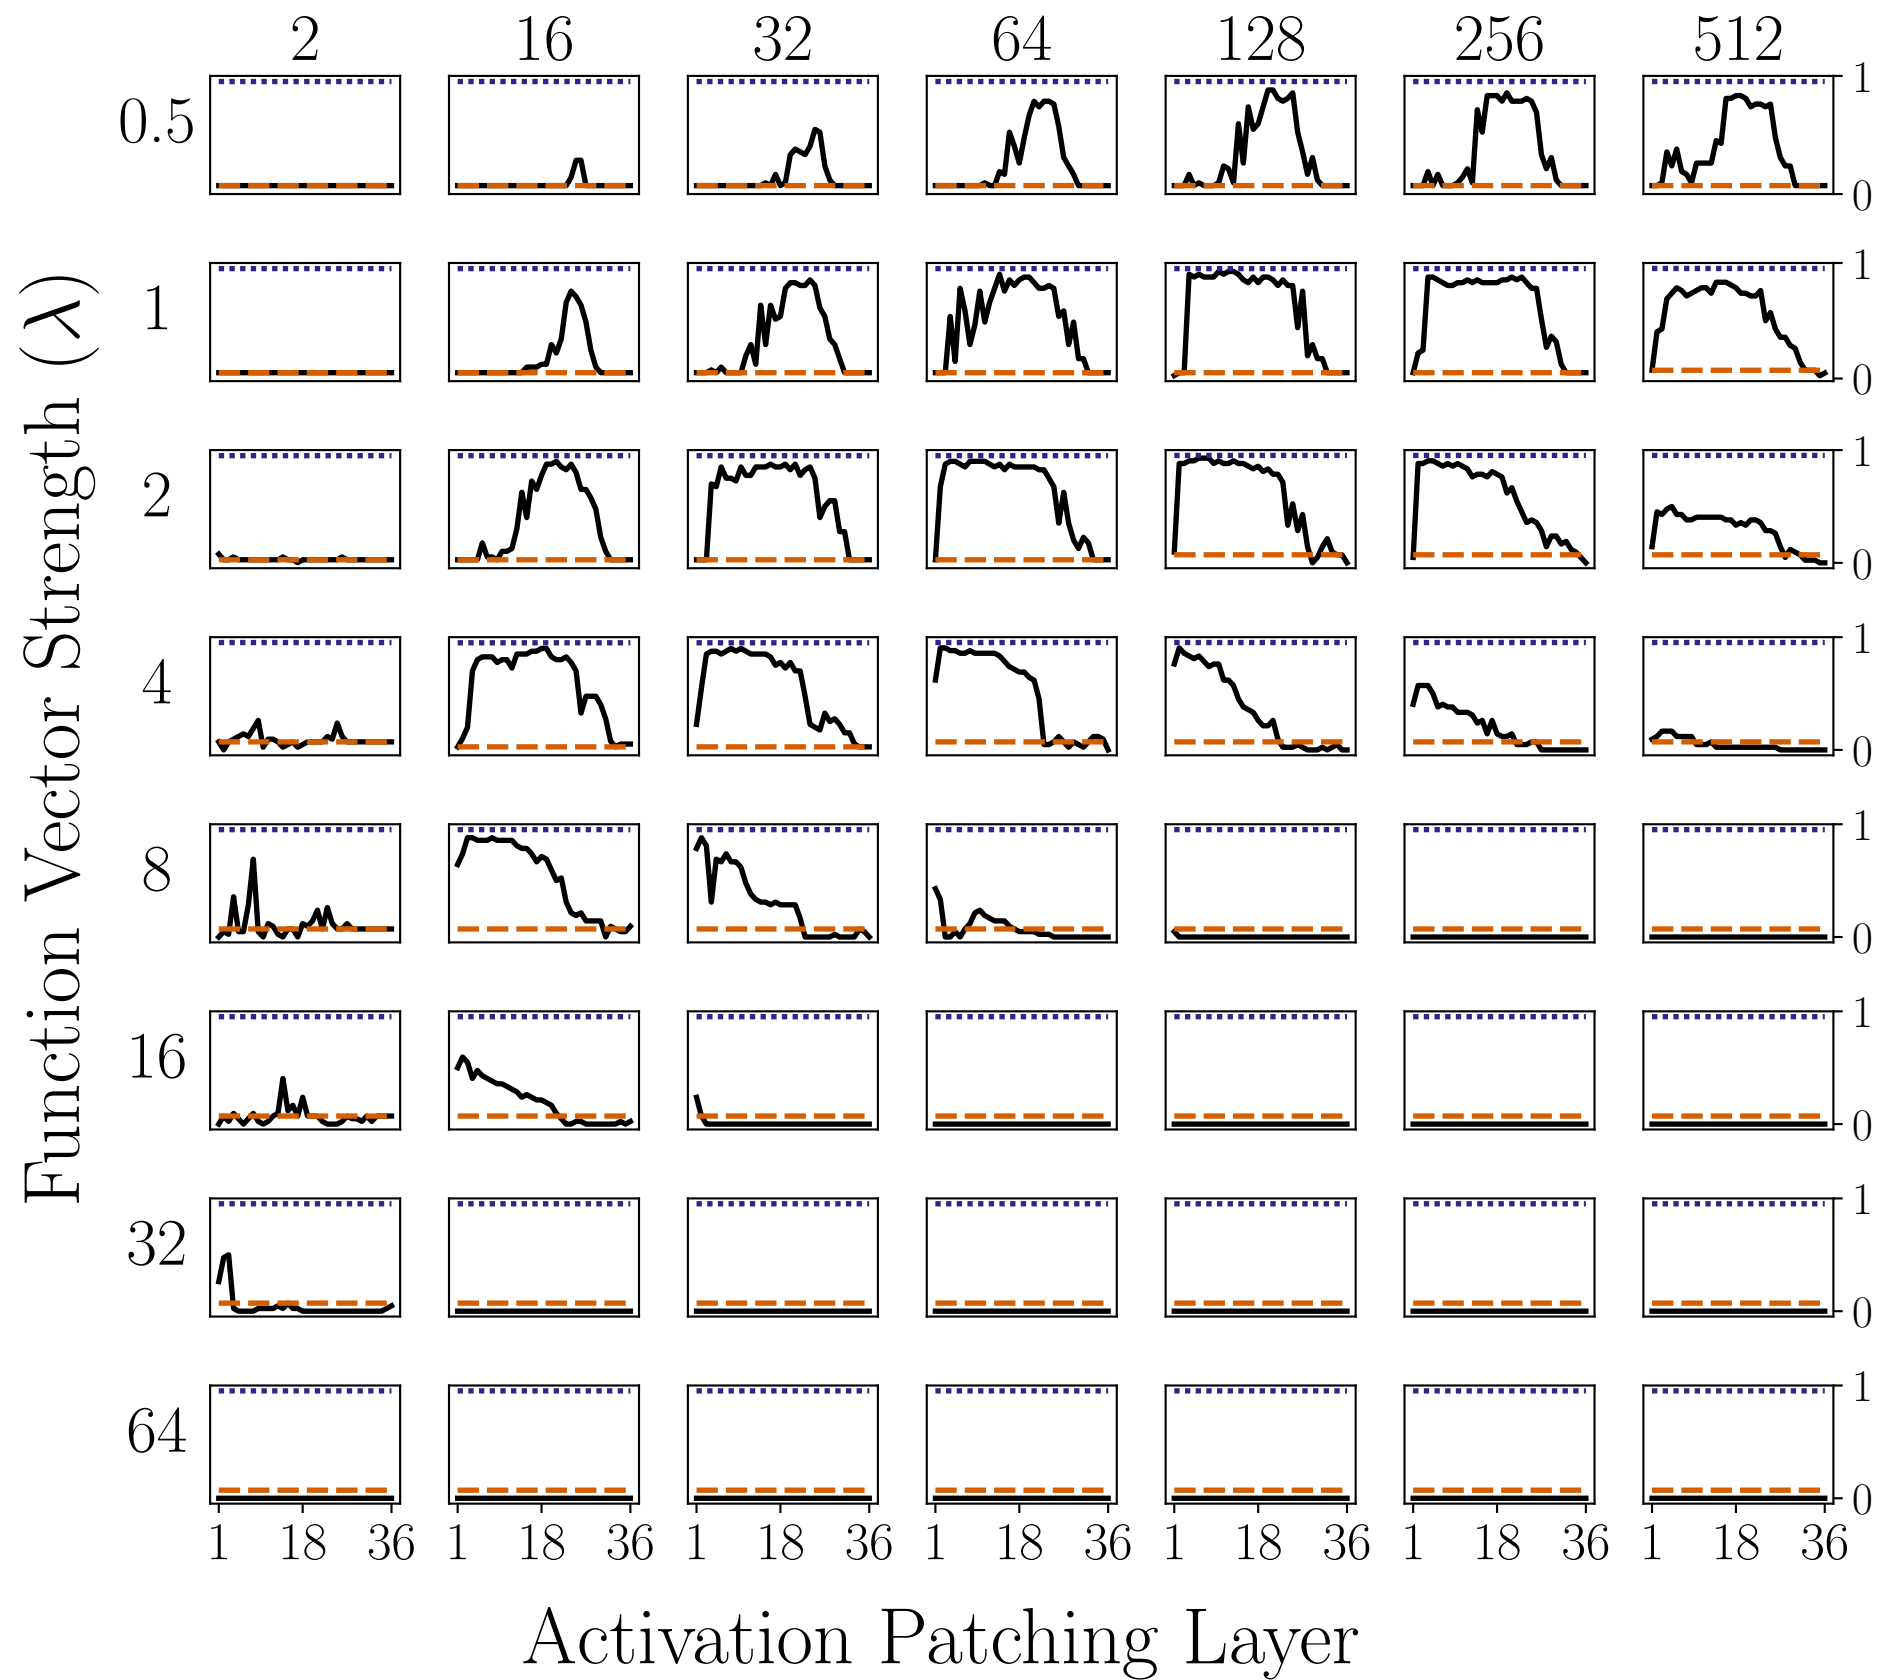 2 16 32 64 128 256 512
0.5 1 0
Function Vector Strength (λ)
1 1 0
2 1 0
4 1 0
8 1 0
16 1 0
32 1 0
64 1 0
1 18 36 1 18 36 1 18 36 1 18 36 1 18 36 1 18 36 1 18 36
Activation Patching Layer